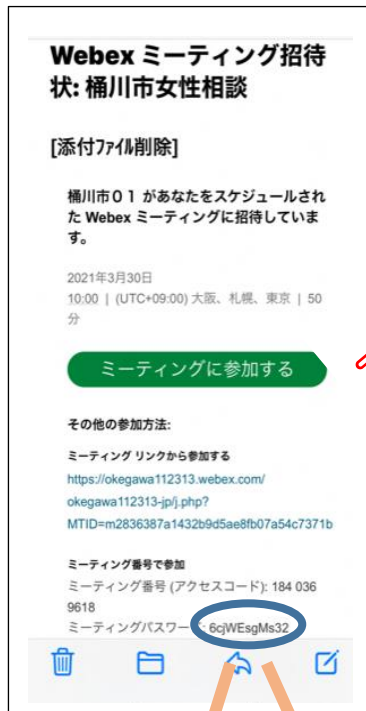 Webex ミーティング招待
状: 桶川市女性相談
[添付ファイル削除]
桶川市０１ があなたをスケジュールされ
た Webex ミーティングに招待していま
す。
2021年3月30日
10:00 | (UTC+09:00) 大阪、札幌、東京 | 50
分
ミーティングに参加する
その他の参加方法:
ミーティング リンクから参加する
https://okegawa112313.webex.com/
okegawa112313-jp/j.php?
MTID=m2836387a1432b9d5ae8fb07a54c7371b
ミーティング番号で参加
ミーティング番号 (アクセスコード): 184 036
9618
ミーティングパスワード: 6cjWEsgMs32